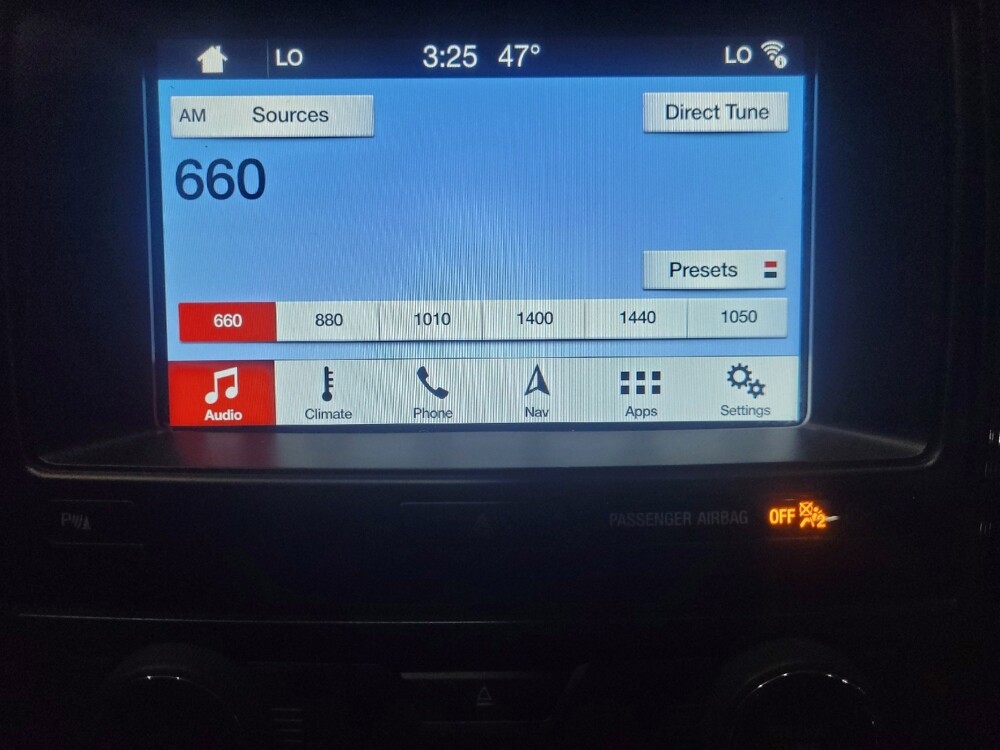 LO 3:25 47° LO
AM Sources Direct Tune
660
Presets
660 880 1010 1400 1440 1050
Audio Climate Phone Nav Apps Settings
P PASSENGER AIRBAG OFF 2